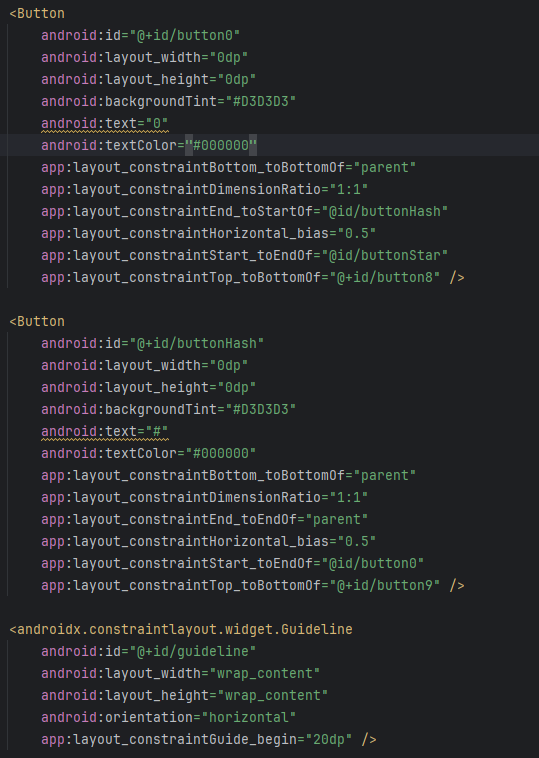 <Button
android:id="@+id/button0"
android:layout_width="0dp"
android:layout_height="0dp"
android:backgroundTint="#D3D3D3"
android:text="0"
android:textColor="#000000"
app:layout_constraintBottom_toBottomOf="parent"
app:layout_constraintDimensionRatio="1:1"
app:layout_constraintEnd_toStartOf="@id/buttonHash"
app:layout_constraintHorizontal_bias="0.5"
app:layout_constraintStart_toEndOf="@id/buttonStar"
app:layout_constraintTop_toBottomOf="@+id/button8" />
<Button
android:id="@+id/buttonHash"
android:layout_width="0dp"
android:layout_height="0dp"
android:backgroundTint="#D3D3D3"
android:text="#"
android:textColor="#000000"
app:layout_constraintBottom_toBottomOf="parent"
app:layout_constraintDimensionRatio="1:1"
app:layout_constraintEnd_toEndOf="parent"
app:layout_constraintHorizontal_bias="0.5"
app:layout_constraintStart_toEndOf="@id/button0"
app:layout_constraintTop_toBottomOf="@+id/button9" />
<androidx.constraintlayout.widget.Guideline
android:id="@+id/guideline"
android:layout_width="wrap_content"
android:layout_height="wrap_content"
android:orientation="horizontal"
app:layout_constraintGuide_begin="20dp" />